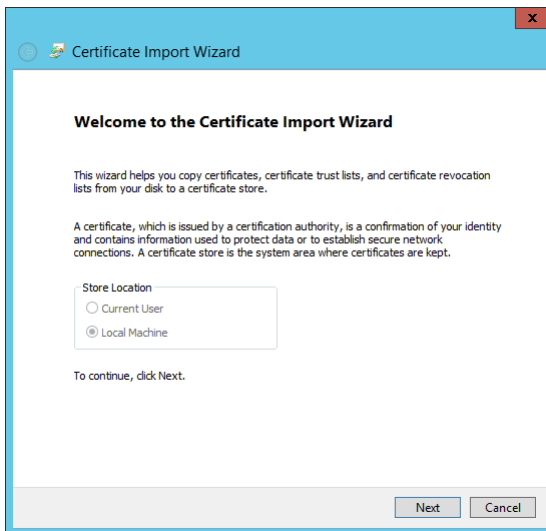 x
Certificate Import Wizard
Welcome to the Certificate Import Wizard
This wizard helps you copy certificates, certificate trust lists, and certificate revocation
lists from your disk to a certificate store.
A certificate, which is issued by a certification authority, is a confirmation of your identity
and contains information used to protect data or to establish secure network
connections. A certificate store is the system area where certificates are kept.
Store Location
Current User
Local Machine
To continue, click Next.
Next Cancel